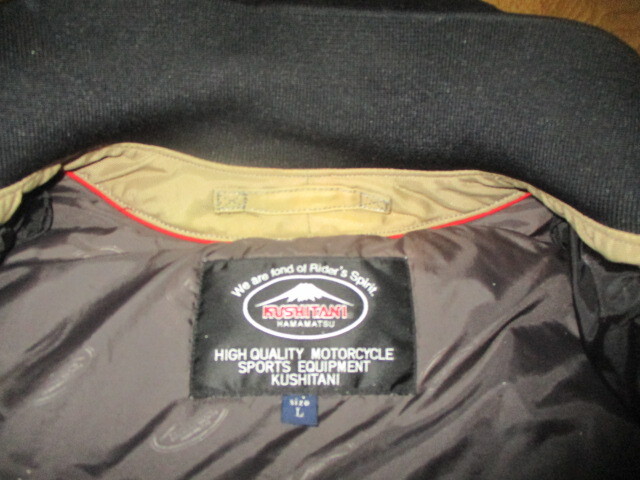 We are fond of Rider's Spirit.
KUSHITANI
HAMAMATSU
HIGH QUALITY MOTORCYCLE
SPORTS EQUIPMENT
KUSHITANI
size
L